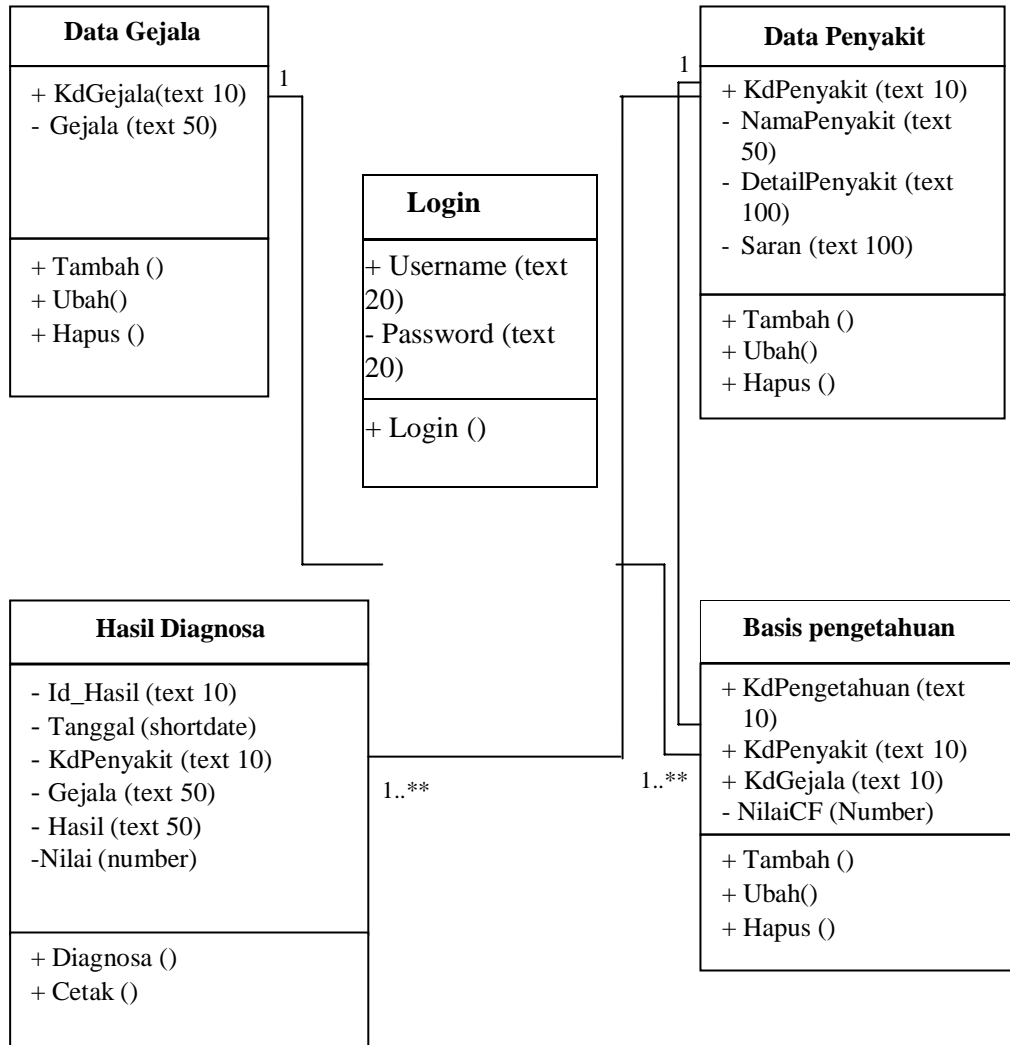 Data Gejala
+ KdGejala(text 10)
- Gejala (text 50)
+ Tambah ()
+ Ubah()
+ Hapus ()
1
Login
+ Username (text
20)
- Password (text
20)
+ Login ()
1
Data Penyakit
+ KdPenyakit (text 10)
- NamaPenyakit (text
50)
- DetailPenyakit (text
100)
- Saran (text 100)
+ Tambah ()
+ Ubah()
+ Hapus ()
Hasil Diagnosa
- Id_Hasil (text 10)
- Tanggal (shortdate)
- KdPenyakit (text 10)
- Gejala (text 50)
- Hasil (text 50)
-Nilai (number)
+ Diagnosa ()
+ Cetak ()
1..**
1..**
Basis pengetahuan
+ KdPengetahuan (text
10)
+ KdPenyakit (text 10)
+ KdGejala (text 10)
- NilaiCF (Number)
+ Tambah ()
+ Ubah()
+ Hapus ()